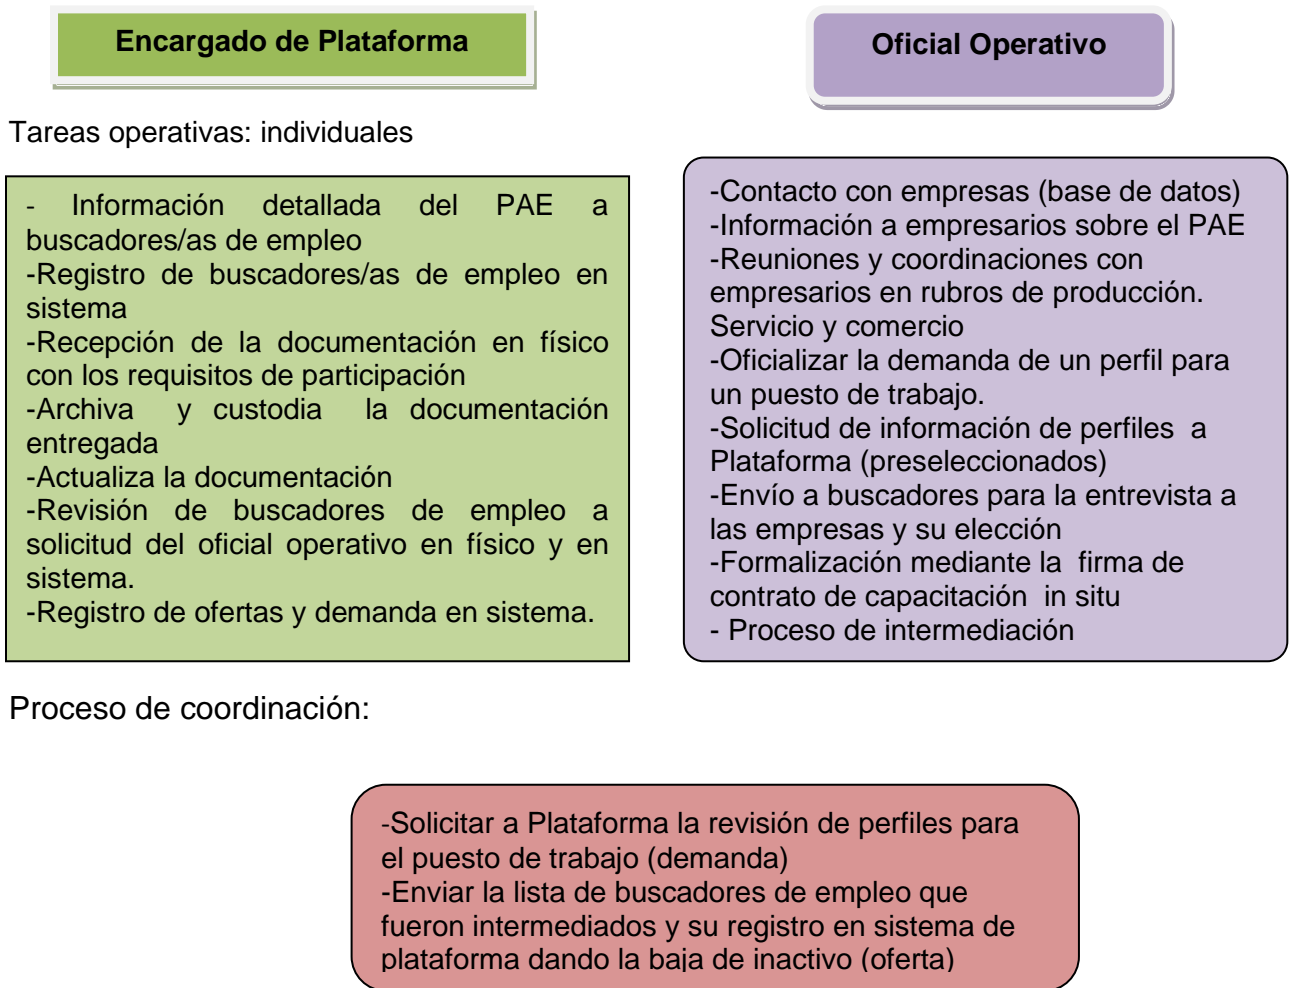 Encargado de Plataforma
Oficial Operativo
Tareas operativas: individuales
- Información detallada del PAE a
buscadores/as de empleo
-Registro de buscadores/as de empleo en
sistema
-Recepción de la documentación en físico
con los requisitos de participación
-Archiva y custodia la documentación
entregada
-Actualiza la documentación
-Revisión de buscadores de empleo a
solicitud del oficial operativo en físico y en
sistema.
-Registro de ofertas y demanda en sistema.
-Contacto con empresas (base de datos)
-Información a empresarios sobre el PAE
-Reuniones y coordinaciones con
empresarios en rubros de producción.
Servicio y comercio
-Oficializar la demanda de un perfil para
un puesto de trabajo.
-Solicitud de información de perfiles a
Plataforma (preseleccionados)
-Envío a buscadores para la entrevista a
las empresas y su elección
-Formalización mediante la firma de
contrato de capacitación in situ
- Proceso de intermediación
Proceso de coordinación:
-Solicitar a Plataforma la revisión de perfiles para
el puesto de trabajo (demanda)
-Enviar la lista de buscadores de empleo que
fueron intermediados y su registro en sistema de
plataforma dando la baja de inactivo (oferta)